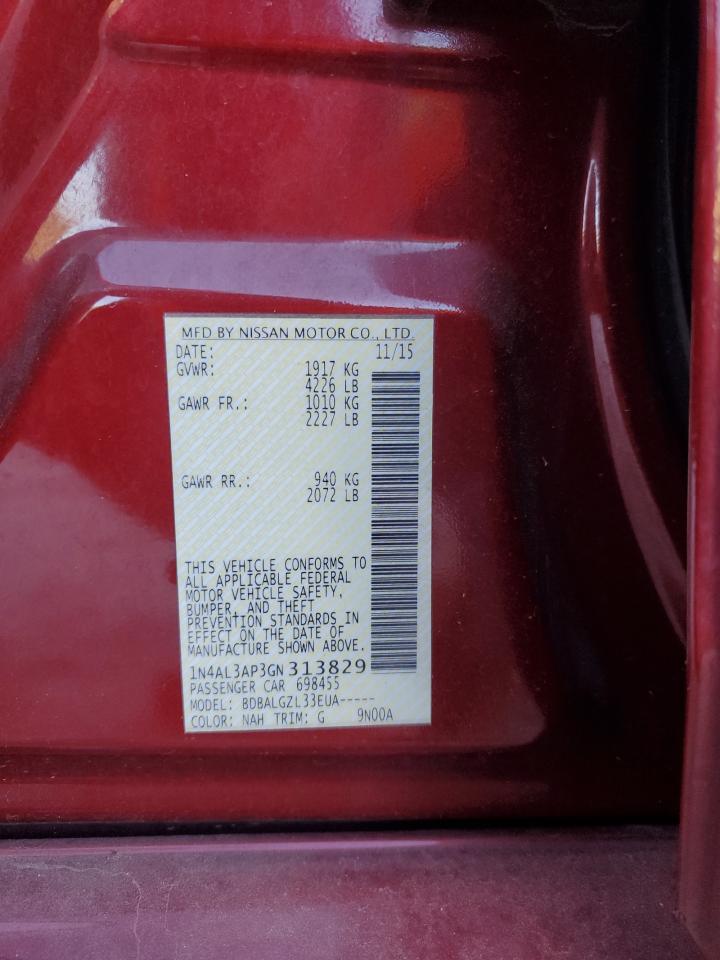 MFD BY NISSAN MOTOR CO., LTD.
DATE: 11/15
GVWR: 1917 KG
4226 LB
GAWR FR.: 1010 KG
2227 LB
GAWR RR.: 940 KG
2072 LB
THIS VEHICLE CONFORMS TO
ALL APPLICABLE FEDERAL
MOTOR VEHICLE SAFETY,
BUMPER, AND THEFT
PREVENTION STANDARDS IN
EFFECT ON THE DATE OF
MANUFACTURE SHOWN ABOVE.
1N4AL3AP3GN313829
PASSENGER CAR 698455
MODEL: BDBALGZL33EUA-----
COLOR: NAH TRIM: G 9N00A